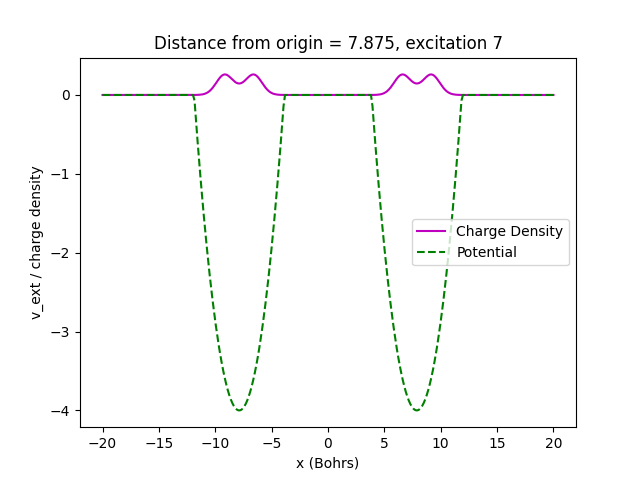 Distance from origin = 7.875, excitation 7
0
−1
−2
−3
−4
v_ext / charge density
Charge Density
Potential
−20
−15
−10
−5
0
5
10
15
20
x (Bohrs)